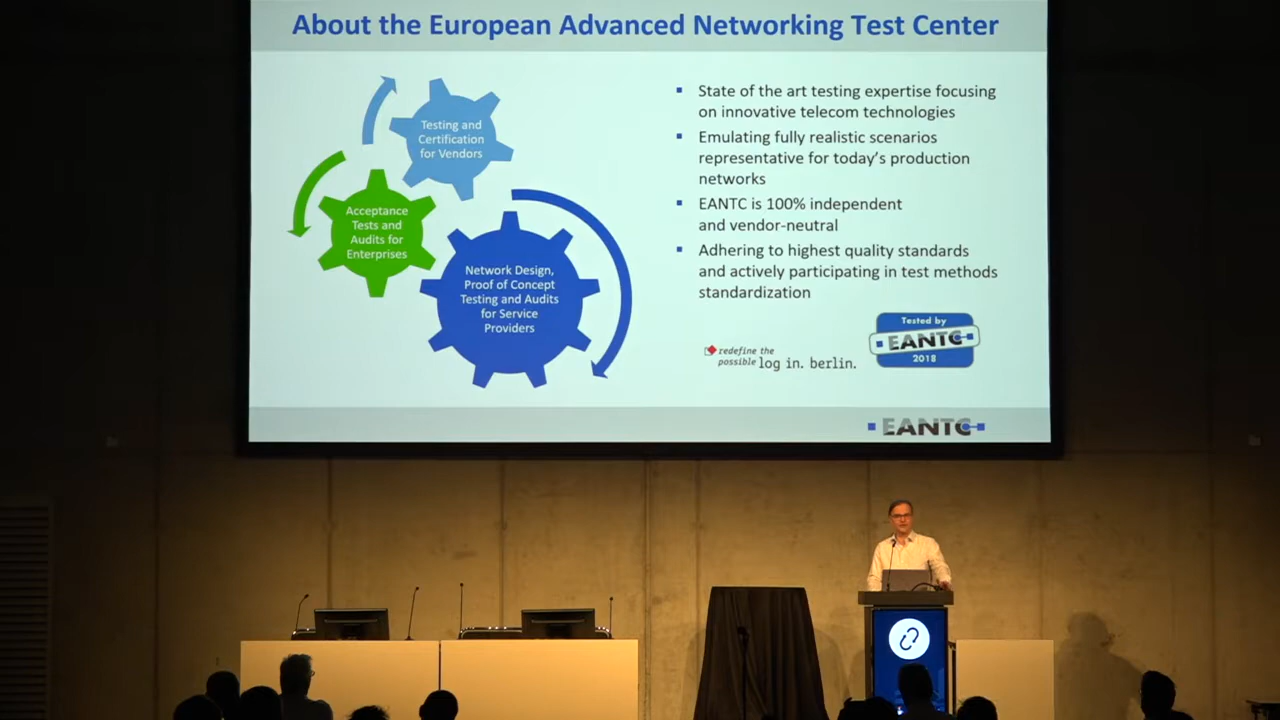 About the European Advanced Networking Test Center
Testing and
Certification
for Vendors
Acceptance
Tests and
Audits for
Enterprises
Network Design,
Proof of Concept
Testing and Audits
for Service
Providers
State of the art testing expertise focusing
on innovative telecom technologies
Emulating fully realistic scenarios
representative for today's production
networks
EANTC is 100% independent
and vendor-neutral
Adhering to highest quality standards
and actively participating in test methods
standardization
redefine the
possible log in. berlin.
Tested by
EANTC
2018
EANTC